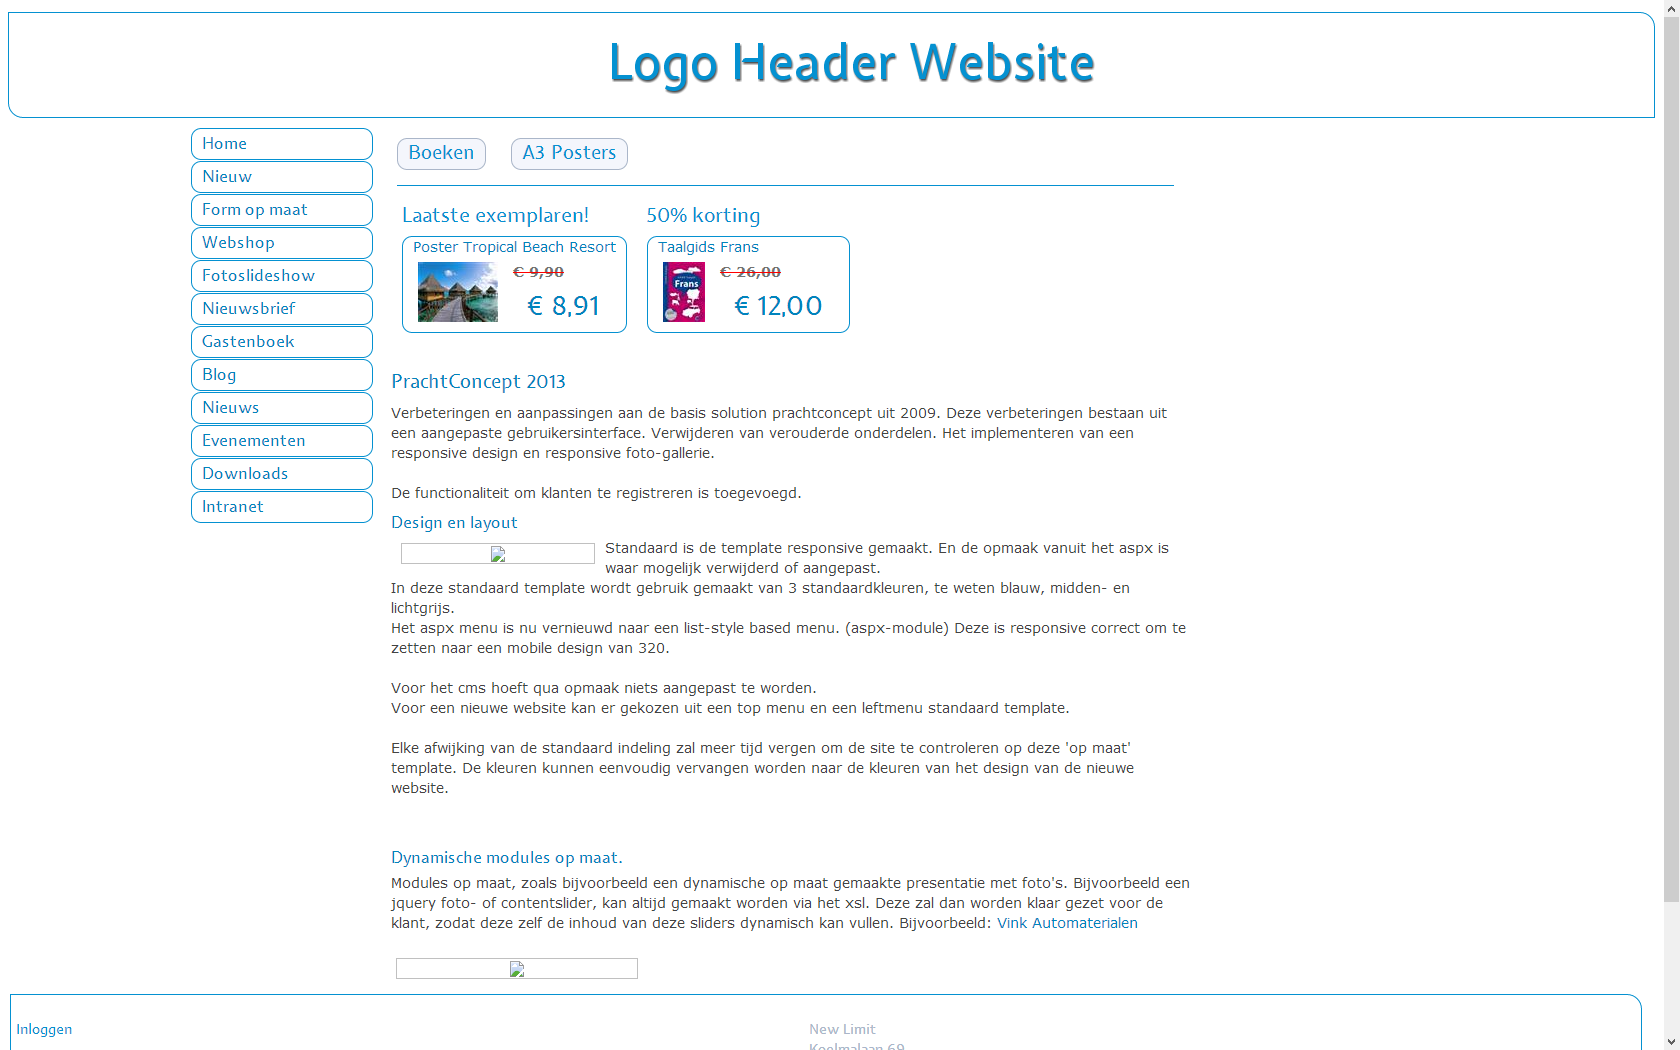 Logo Header Website
Home
Nieuw
Form op maat
Webshop
Fotoslideshow
Nieuwsbrief
Gastenboek
Blog
Nieuws
Evenementen
Downloads
Intranet
Boeken
A3 Posters
Laatste exemplaren!
Poster Tropical Beach Resort
€ 9,90
€ 8,91
50% korting
Taalgids Frans
Frans
€ 26,00
€ 12,00
PrachtConcept 2013
Verbeteringen en aanpassingen aan de basis solution prachtconcept uit 2009. Deze verbeteringen bestaan uit
een aangepaste gebruikersinterface. Verwijderen van verouderde onderdelen. Het implementeren van een
responsive design en responsive foto-gallerie.
De functionaliteit om klanten te registreren is toegevoegd.
Design en layout
Standaard is de template responsive gemaakt. En de opmaak vanuit het aspx is
waar mogelijk verwijderd of aangepast.
In deze standaard template wordt gebruik gemaakt van 3 standaardkleuren, te weten blauw, midden- en
lichtgrijs.
Het aspx menu is nu vernieuwd naar een list-style based menu. (aspx-module) Deze is responsive correct om te
zetten naar een mobile design van 320.
Voor het cms hoeft qua opmaak niets aangepast te worden.
Voor een nieuwe website kan er gekozen uit een top menu en een leftmenu standaard template.
Elke afwijking van de standaard indeling zal meer tijd vergen om de site te controleren op deze 'op maat'
template. De kleuren kunnen eenvoudig vervangen worden naar de kleuren van het design van de nieuwe
website.
Dynamische modules op maat.
Modules op maat, zoals bijvoorbeeld een dynamische op maat gemaakte presentatie met foto's. Bijvoorbeeld een
jquery foto- of contentslider, kan altijd gemaakt worden via het xsl. Deze zal dan worden klaar gezet voor de
klant, zodat deze zelf de inhoud van deze sliders dynamisch kan vullen. Bijvoorbeeld: Vink Automaterialen
Inloggen
New Limit
Koelmalaan 69